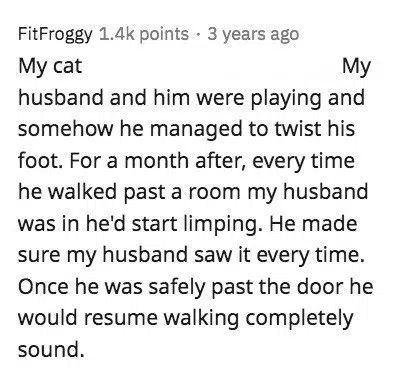 FitFroggy 1.4k points · 3 years ago
My cat My
husband and him were playing and
somehow he managed to twist his
foot. For a month after, every time
he walked past a room my husband
was in he'd start limping. He made
sure my husband saw it every time.
Once he was safely past the door he
would resume walking completely
sound.